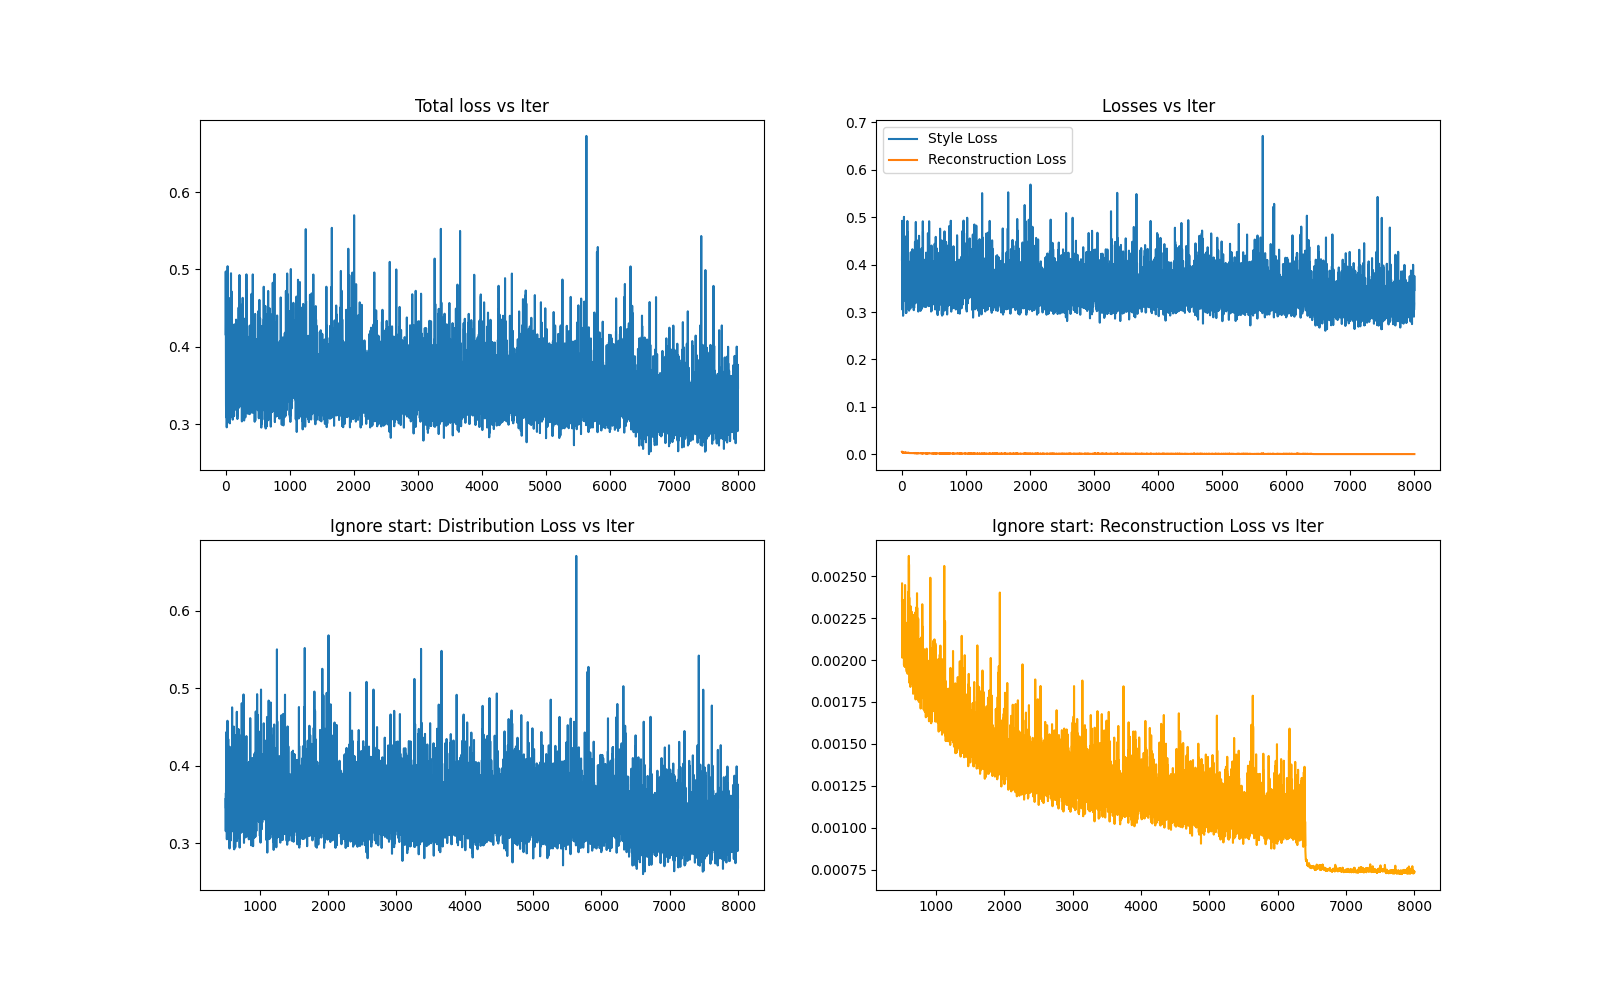 Total loss vs Iter
0.6
0.5
0.4
0.3
0 1000 2000 3000 4000 5000 6000 7000 8000
Losses vs Iter
Style Loss
Reconstruction Loss
0.7
0.6
0.5
0.4
0.3
0.2
0.1
0.0
0 1000 2000 3000 4000 5000 6000 7000 8000
Ignore start: Distribution Loss vs Iter
0.6
0.5
0.4
0.3
1000 2000 3000 4000 5000 6000 7000 8000
Ignore start: Reconstruction Loss vs Iter
0.00250
0.00225
0.00200
0.00175
0.00150
0.00125
0.00100
0.00075
1000 2000 3000 4000 5000 6000 7000 8000